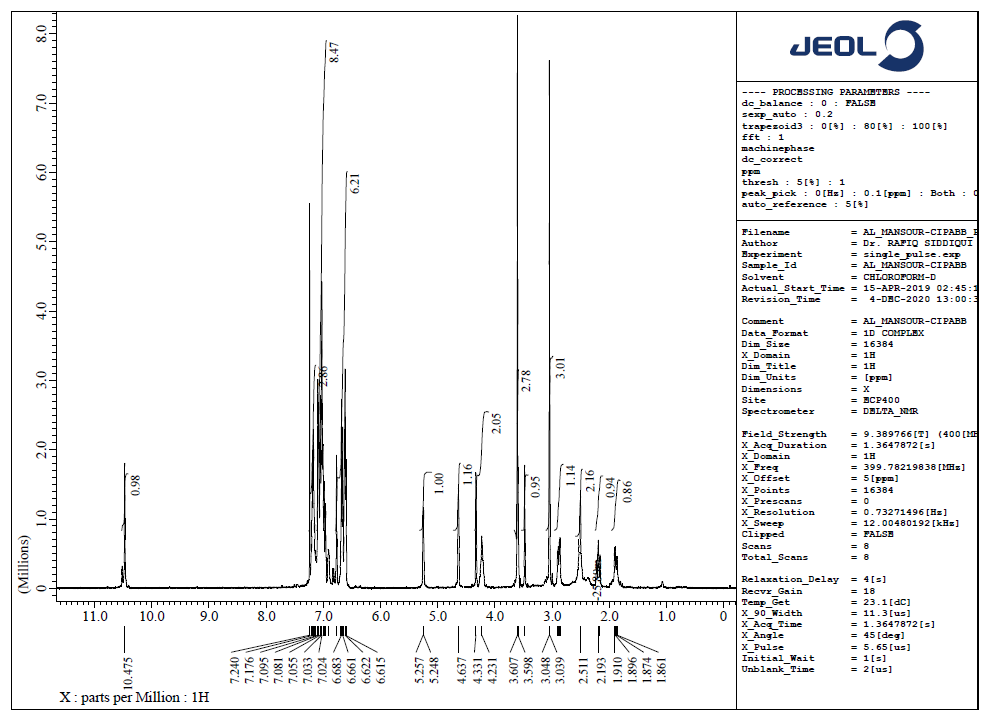 JEOL
---- PROCESSING PARAMETERS ----
dc_balance : 0 : FALSE
sexp_auto : 0.2
trapezoid3 : 0[%] : 80[%] : 100[%]
fft : 1
machinephase
dc_correct
ppm
thresh : 5[%] : 1
peak_pick : 0[Hz] : 0.1[ppm] : Both : 0
auto_reference : 5[%]
Filename = AL_MANSOUR-CIPABB_P
Author = Dr. RAFIQ SIDDIQUI
Experiment = single_pulse.exp
Sample_Id = AL_MANSOUR-CIPABB
Solvent = CHLOROFORM-D
Actual_Start_Time = 15-APR-2019 02:45:1
Revision_Time = 4-DEC-2020 13:00:3
Comment = AL_MANSOUR-CIPABB
Data_Format = 1D COMPLEX
Dim_Size = 16384
X_Domain = 1H
Dim_Title = 1H
Dim_Units = [ppm]
Dimensions = X
Site = ECP400
Spectrometer = DELTA_NMR
Field_Strength = 9.389766[T] (400[MH
X_Acq_Duration = 1.3647872[s]
X_Domain = 1H
X_Freq = 399.78219838[MHz]
X_Offset = 5[ppm]
X_Points = 16384
X_Prescans = 0
X_Resolution = 0.73271496[Hz]
X_Sweep = 12.00480192[kHz]
Clipped = FALSE
Scans = 8
Total_Scans = 8
Relaxation_Delay = 4[s]
Recvr_Gain = 18
Temp_Get = 23.1[dC]
X_90_Width = 11.3[us]
X_Acq_Time = 1.3647872[s]
X_Angle = 45[deg]
X_Pulse = 5.65[us]
Initial_Wait = 1[s]
Unblank_Time = 2[us]
(Millions)
8.0
7.0
6.0
5.0
4.0
3.0
2.0
1.0
0
0.98
2.86
8.47
6.21
1.00
1.16
2.05
2.78
0.95
3.01
1.14
2.16
0.94
0.86
11.0 10.0 9.0 8.0 7.0 6.0 5.0 4.0 3.0 2.0 1.0 0
10.475
7.240
7.176
7.095
7.081
7.055
7.033
7.024
6.683
6.661
6.622
6.615
5.257
5.248
4.637
4.331
4.231
3.607
3.598
3.048
3.039
2.511
2.193
1.910
1.896
1.874
1.861
X : parts per Million : 1H